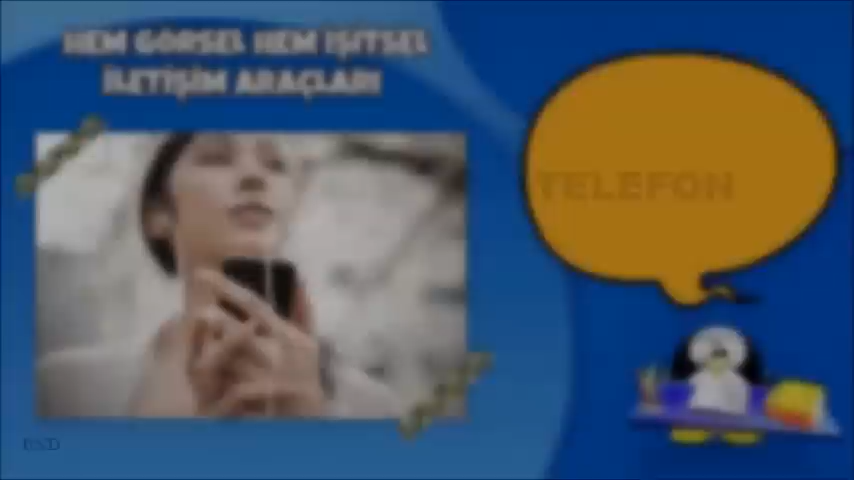 HEM GÖRSEL HEM İŞİTSEL
İLETİŞİM ARAÇLARI
TELEFON